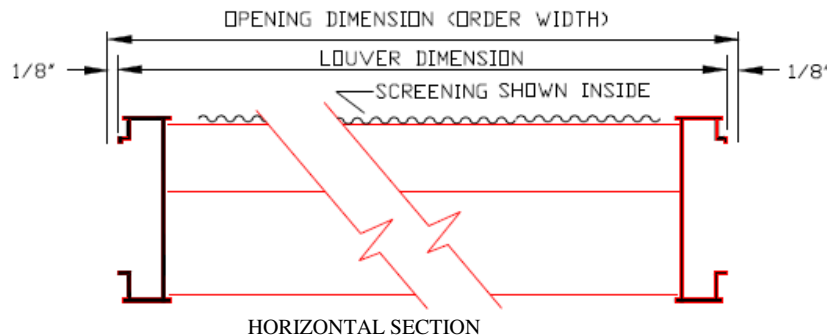 OPENING DIMENSION (ORDER WIDTH)
1/8" LOUVER DIMENSION 1/8"
SCREENING SHOWN INSIDE
HORIZONTAL SECTION